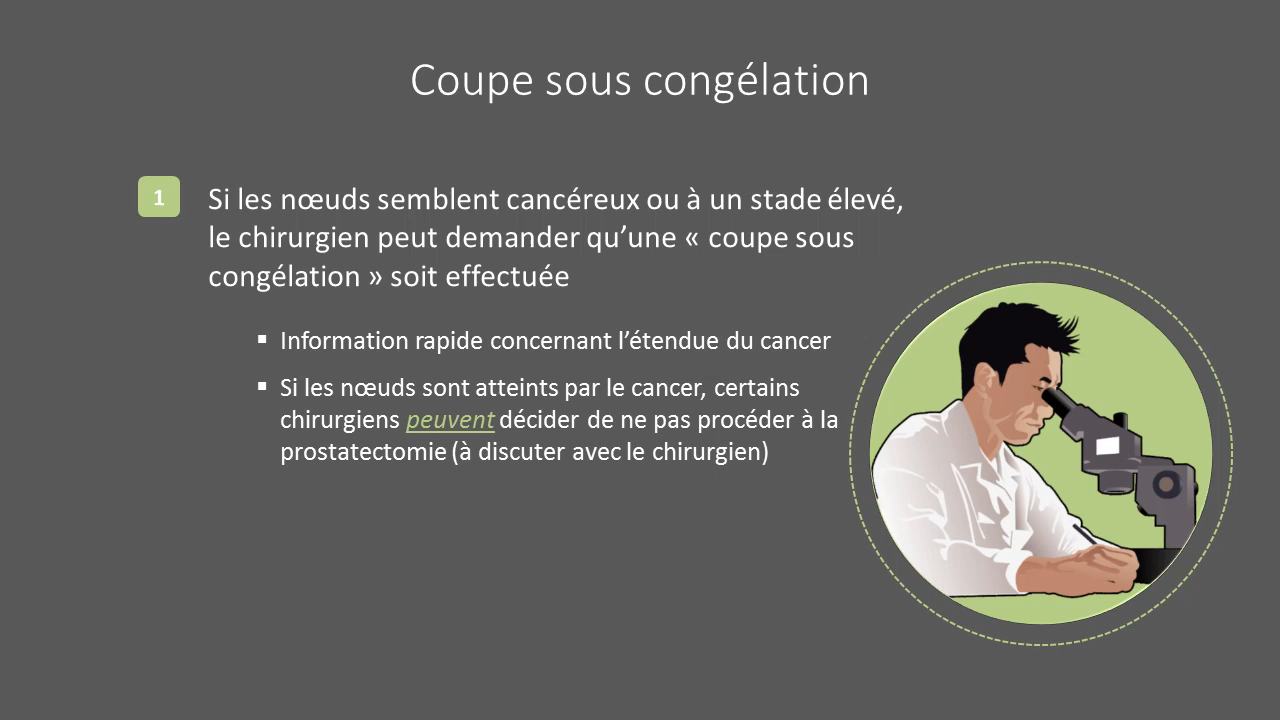 Coupe sous congélation
1
Si les nœuds semblent cancéreux ou à un stade élevé,
le chirurgien peut demander qu’une « coupe sous
congélation » soit effectuée
▪ Information rapide concernant l’étendue du cancer
▪ Si les nœuds sont atteints par le cancer, certains
chirurgiens peuvent décider de ne pas procéder à la
prostatectomie (à discuter avec le chirurgien)